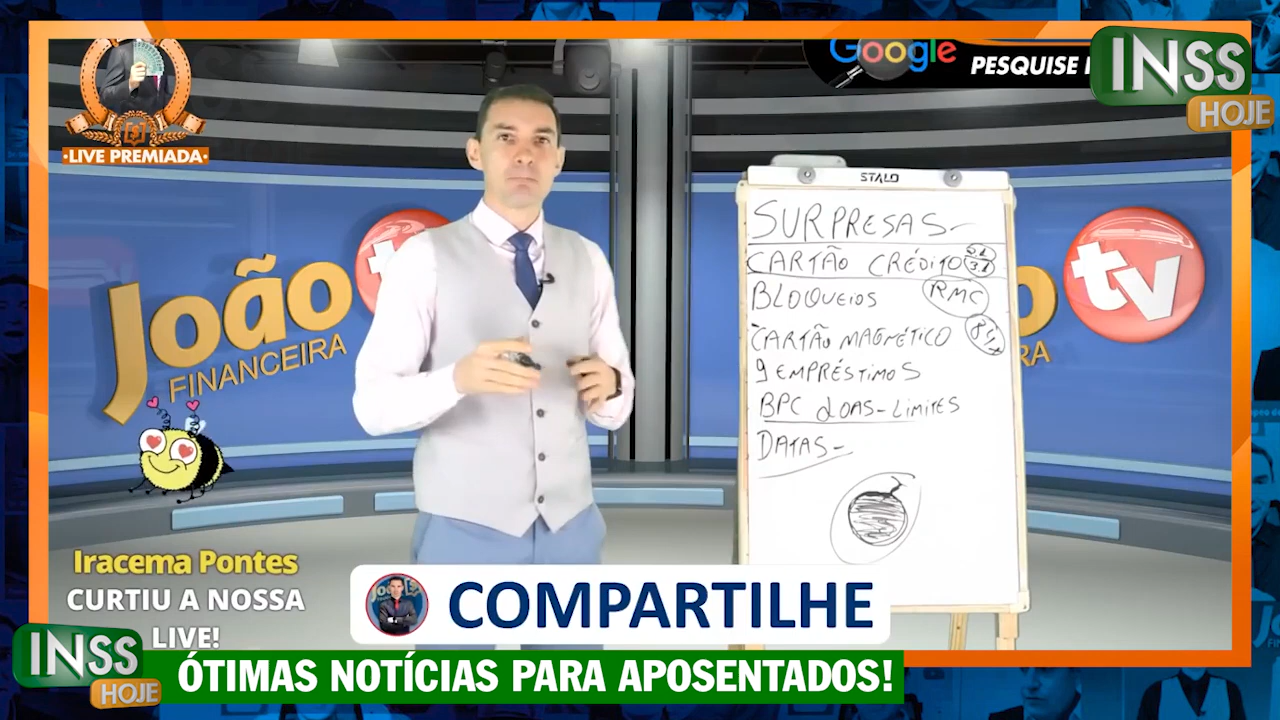 Google
PESQUISE
INSS
HOJE
LIVE PREMIADA
STALO
SURPRESAS-
CARTÃO CRÉDITO
BLOQUEIOS RMC
CARTÃO MAGNÉTICO
9 EMPRÉSTIMOS
BPC LOAS-LIMITES
DATAS-
João
FINANCEIRA
tv
Iracema Pontes
CURTIU A NOSSA
LIVE!
COMPARTILHE
INSS
HOJE
ÓTIMAS NOTÍCIAS PARA APOSENTADOS!